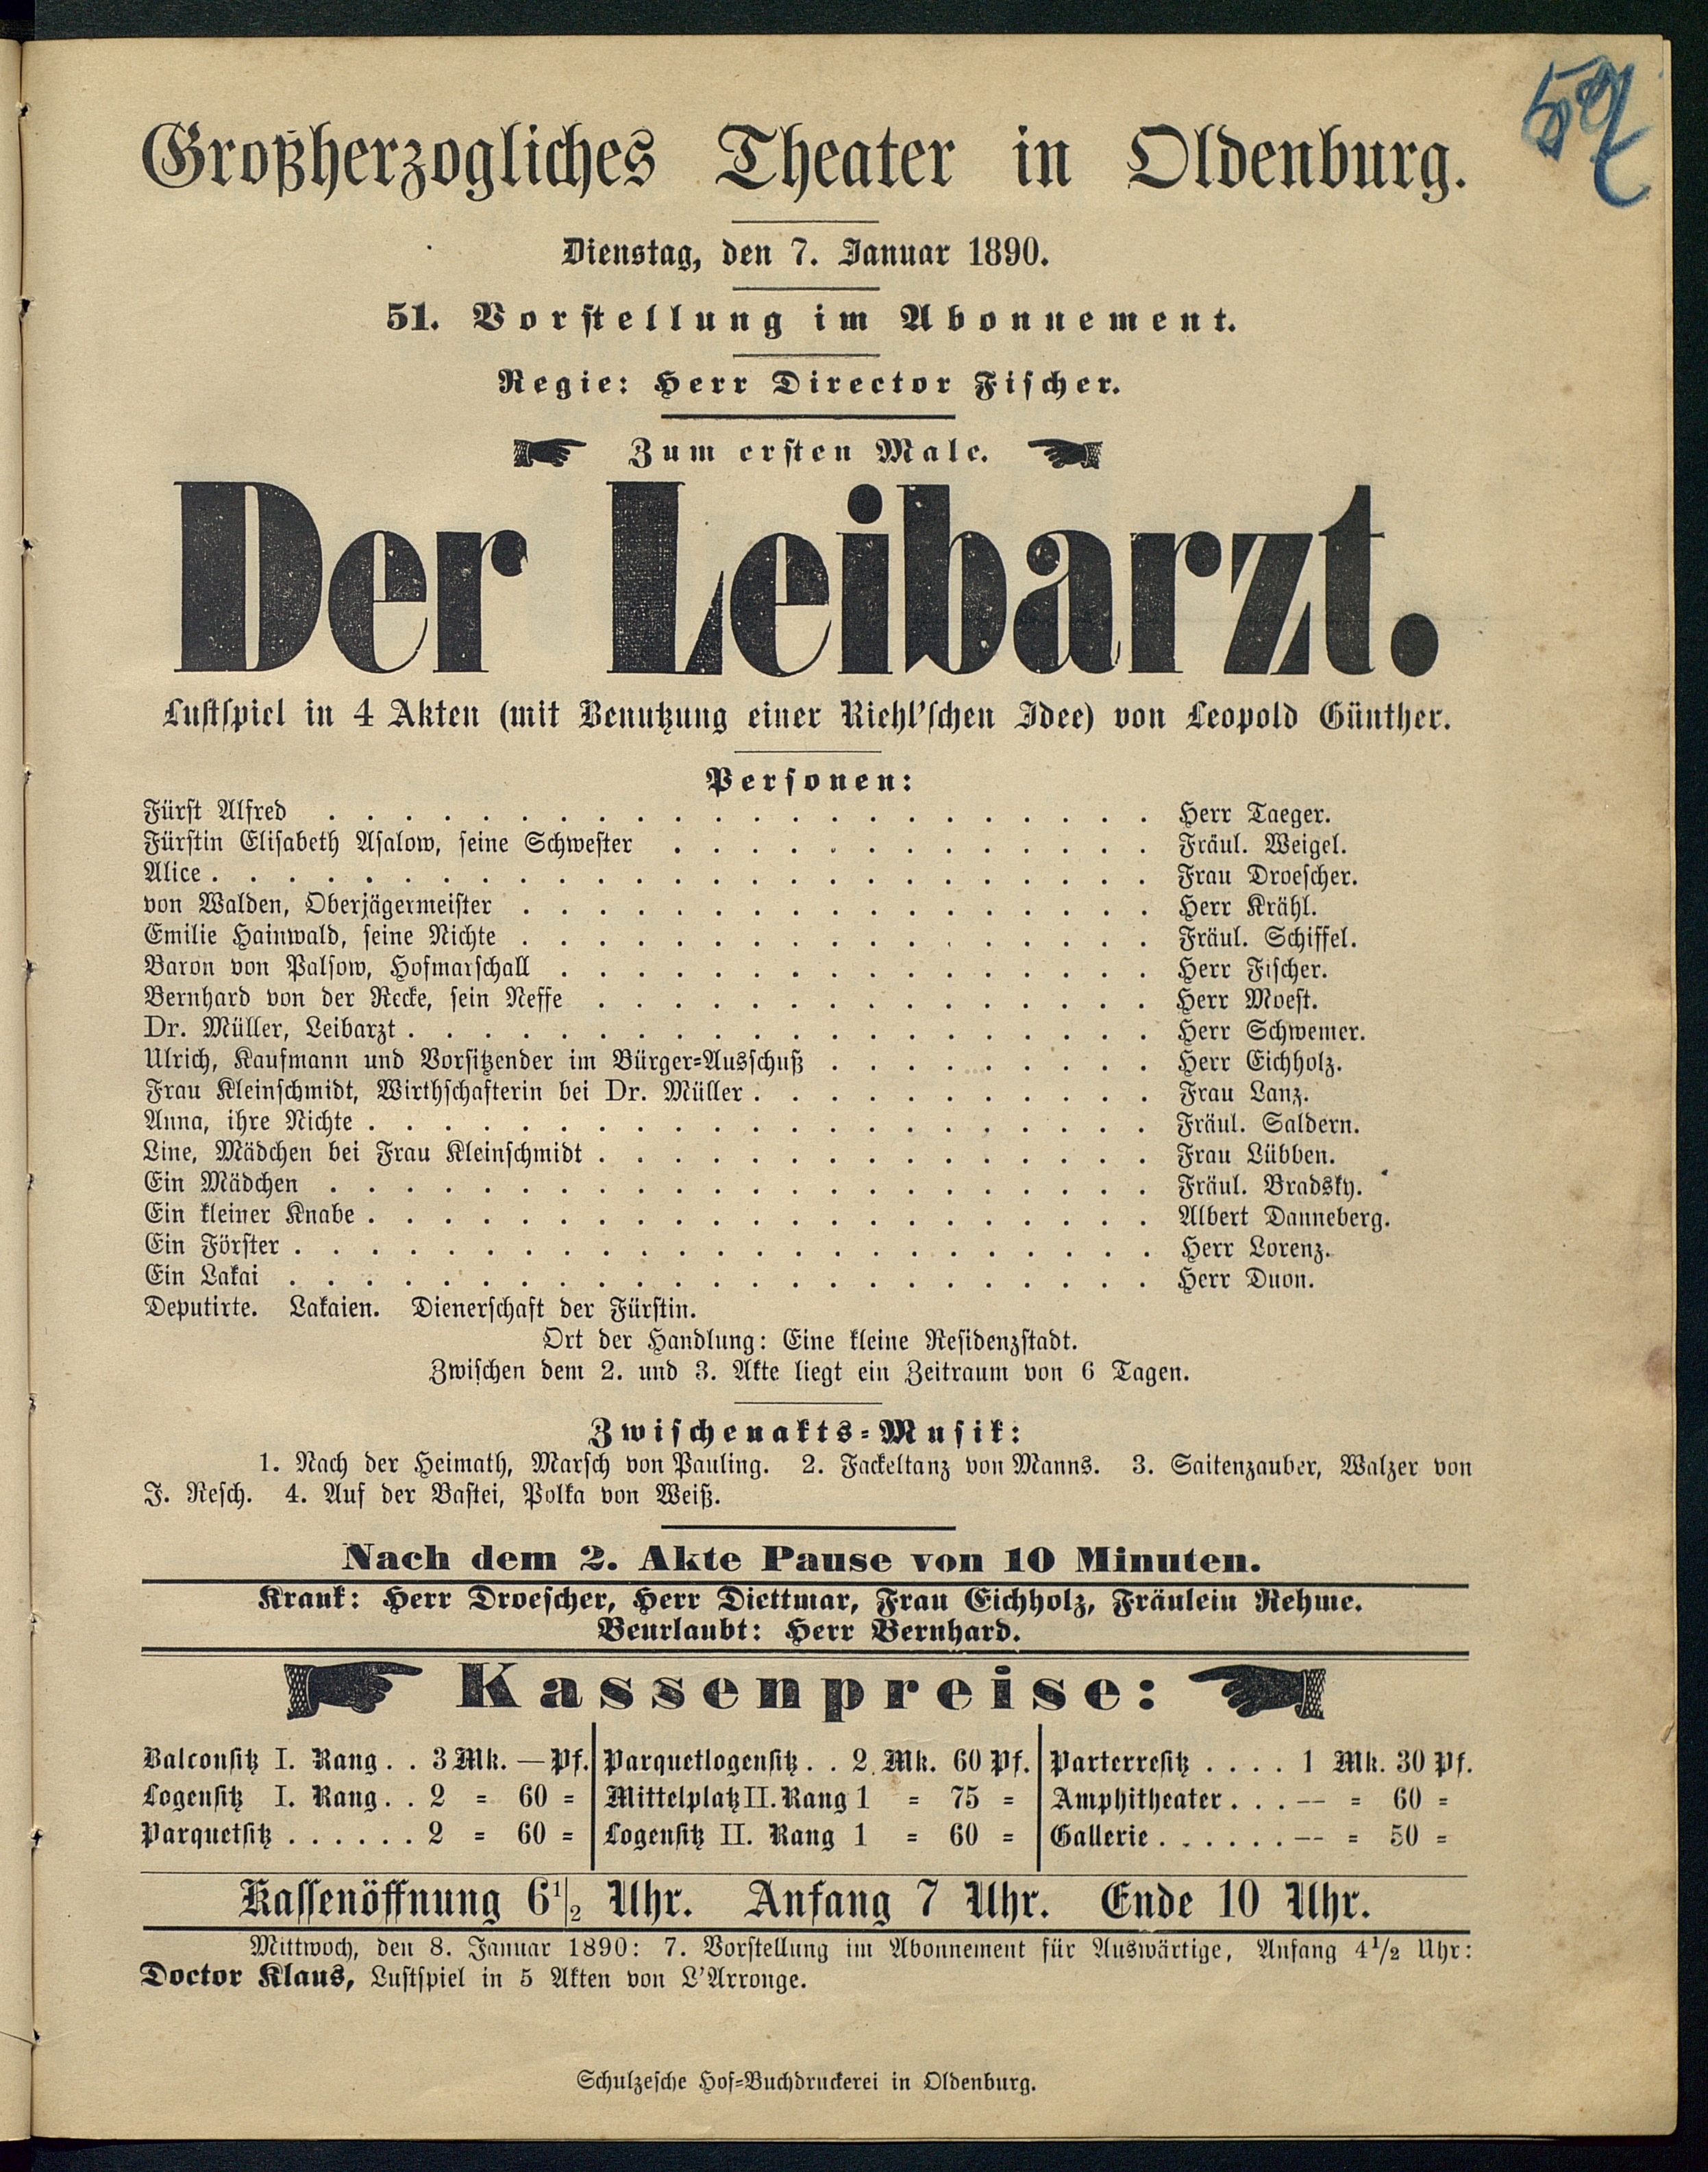 Großherzogliches Theater in Oldenburg.
Dienstag, den 7. Januar 1890.
51. Vorstellung im Abonnement.
Regie: Herr Director Fischer.
Zum ersten Male.
Der Leibarzt.
Lustspiel in 4 Akten (mit Benutzung einer Riehl'schen Idee) von Leopold Günther.
Personen:
Fürst Alfred . . . . . . . . . . . . . . . . . . . . . . Herr Taeger.
Fürstin Elisabeth Asalow, seine Schwester . . . . . . . . . . . . . Fräul. Weigel.
Alice . . . . . . . . . . . . . . . . . . . . . . . . . Frau Droescher.
von Walden, Oberjägermeister . . . . . . . . . . . . . . . . . Herr Krähl.
Emilie Hainwald, seine Nichte . . . . . . . . . . . . . . . . . Fräul. Schiffel.
Baron von Palsow, Hofmarschall . . . . . . . . . . . . . . . . Herr Fischer.
Bernhard von der Recke, sein Neffe . . . . . . . . . . . . . . . Herr Moest.
Dr. Müller, Leibarzt . . . . . . . . . . . . . . . . . . . . Herr Schwemer.
Ulrich, Kaufmann und Vorsitzender im Bürger-Ausschuß . . . . . . . . . Herr Eichholz.
Frau Kleinschmidt, Wirthschafterin bei Dr. Müller . . . . . . . . . . . Frau Lanz.
Anna, ihre Nichte . . . . . . . . . . . . . . . . . . . . . Fräul. Saldern.
Line, Mädchen bei Frau Kleinschmidt . . . . . . . . . . . . . . . Frau Lübben.
Ein Mädchen . . . . . . . . . . . . . . . . . . . . . . Fräul. Bradsky.
Ein kleiner Knabe . . . . . . . . . . . . . . . . . . . . . Albert Danneberg.
Ein Förster . . . . . . . . . . . . . . . . . . . . . . . Herr Lorenz.
Ein Lakai . . . . . . . . . . . . . . . . . . . . . . . Herr Duon.
Deputirte. Lakaien. Dienerschaft der Fürstin.
Ort der Handlung: Eine kleine Residenzstadt.
Zwischen dem 2. und 3. Akte liegt ein Zeitraum von 6 Tagen.
Zwischenakts-Musik:
1. Nach der Heimath, Marsch von Pauling. 2. Fackeltanz von Manns. 3. Saitenzauber, Walzer von
J. Resch. 4. Auf der Bastei, Polka von Weiß.
Nach dem 2. Akte Pause von 10 Minuten.
Krank: Herr Droescher, Herr Diettmar, Frau Eichholz, Fräulein Rehme.
Beurlaubt: Herr Bernhard.
Kassenpreise:
Balconsitz I. Rang . . 3 Mk. — Pf. Parquetlogensitz . . 2 Mk. 60 Pf. Parterresitz . . . . 1 Mk. 30 Pf.
Logensitz I. Rang . . 2 = 60 = Mittelplatz II. Rang 1 = 75 = Amphitheater . . . -- = 60 =
Parquetsitz . . . . . . 2 = 60 = Logensitz II. Rang 1 = 60 = Gallerie . . . . . . -- = 50 =
Kassenöffnung 6 1/2 Uhr. Anfang 7 Uhr. Ende 10 Uhr.
Mittwoch, den 8. Januar 1890: 7. Vorstellung im Abonnement für Auswärtige, Anfang 4 1/2 Uhr:
Doctor Klaus, Lustspiel in 5 Akten von L'Arronge.
Schulzesche Hof-Buchdruckerei in Oldenburg.